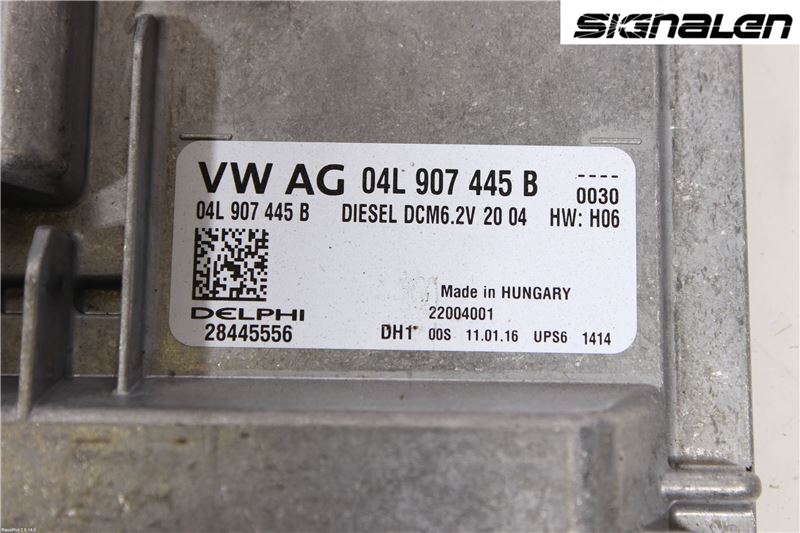 SIGNALEN
VW AG 04L 907 445 B
----
0030
04L 907 445 B DIESEL DCM6.2V 20 04 HW: H06
Made in HUNGARY
DELPHI
22004001
28445556
DH1* 00S 11.01.16 UPS6 1414